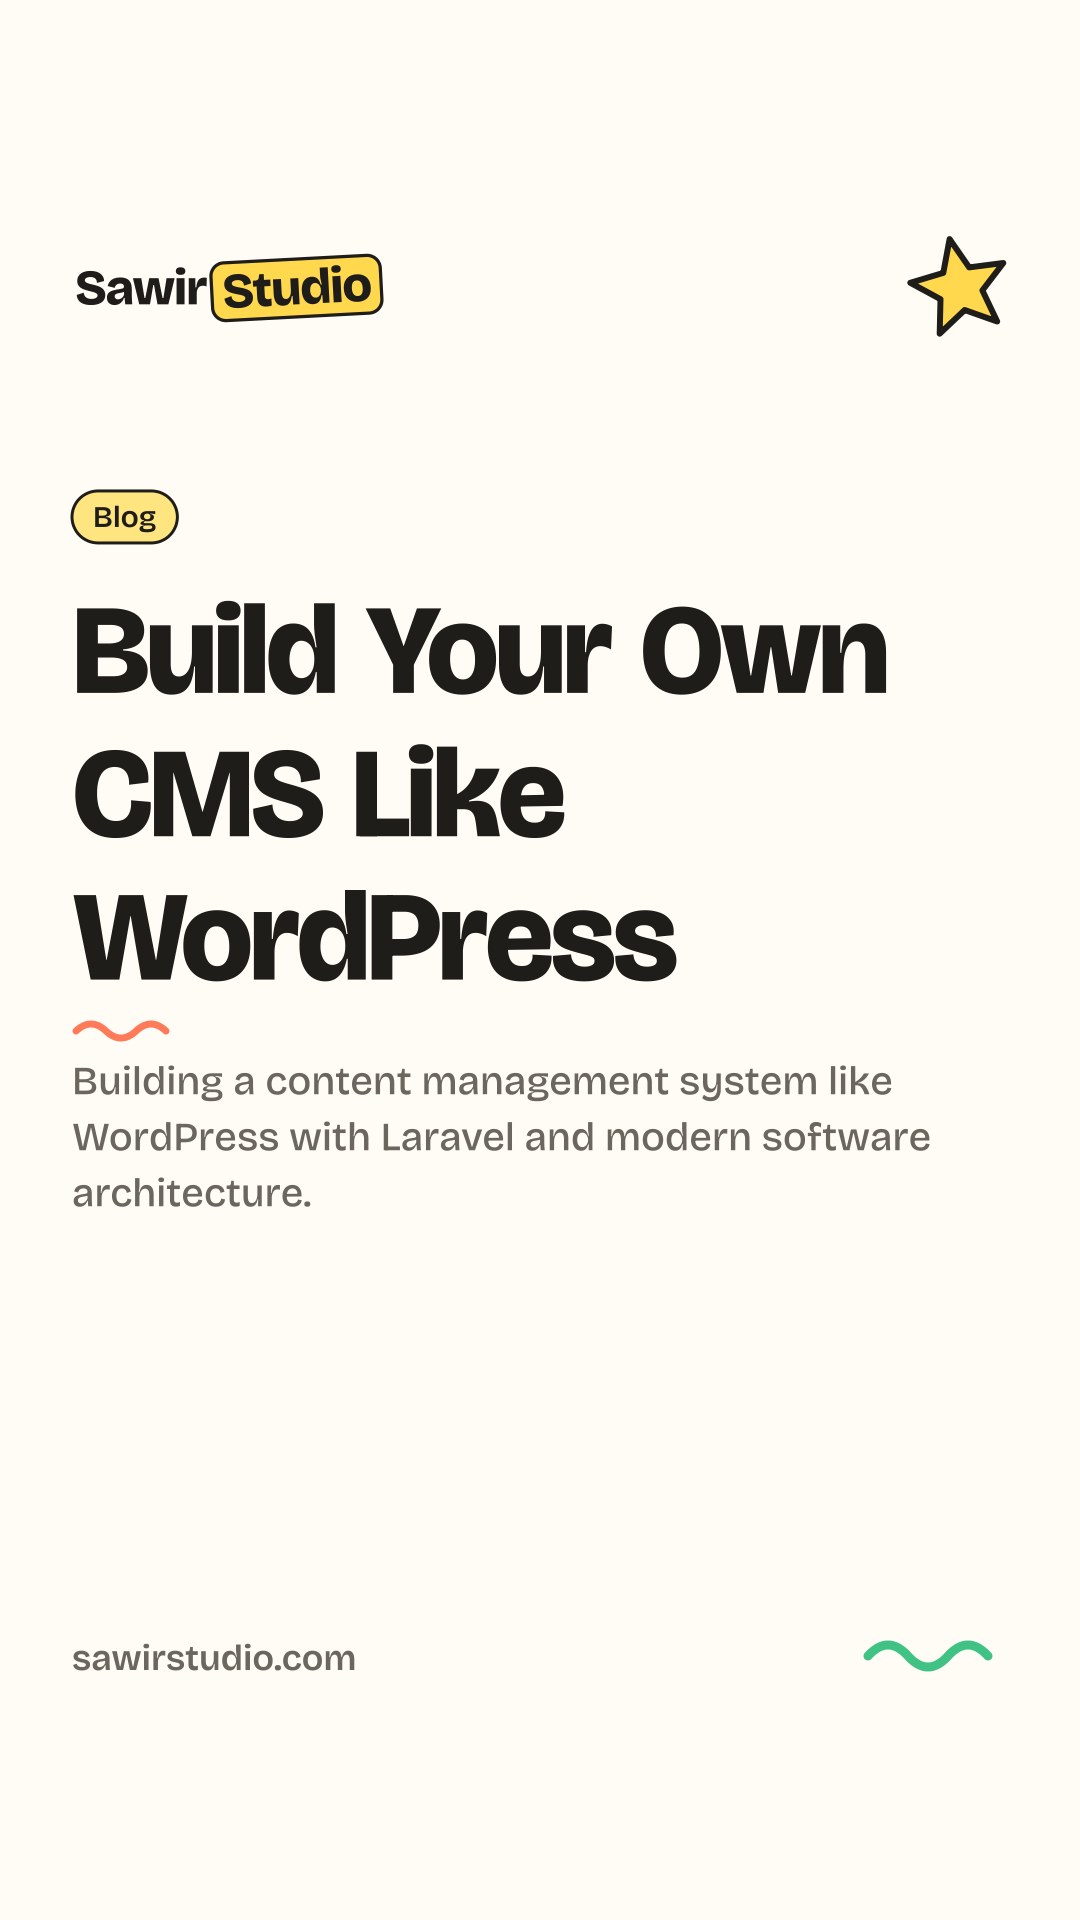 Sawir Studio
Blog
Build Your Own
CMS Like
WordPress
Building a content management system like
WordPress with Laravel and modern software
architecture.
sawirstudio.com